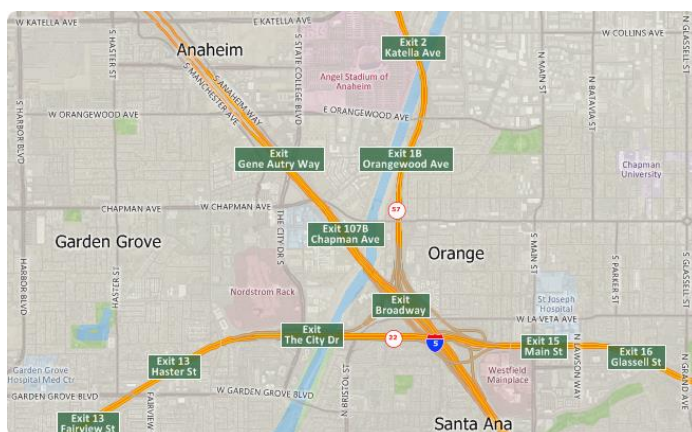 W KATELLA AVE
E KATELLA AVE
N GLASSELL ST
W COLLINS AVE
Exit 2
Katella Ave
Anaheim
S HASTER ST
S STATE COLLEGE BLVD
S ANAHEIM WAY
S MANCHESTER AVE
Angel Stadium of
Anaheim
N MAIN ST
N BATAVIA ST
S HARBOR BLVD
W ORANGEWOOD AVE
E ORANGEWOOD AVE
Exit
Gene Autry Way
Exit 1B
Orangewood Ave
Chapman
University
CHAPMAN AVE
W CHAPMAN AVE
57
THE CITY DR S
Exit 107B
Chapman Ave
Garden Grove
Orange
HARBOR BLVD
HASTER ST
S MAIN ST
S PARKER ST
S GLASSELL ST
Nordstrom Rack
St Joseph
Hospital
Exit
Broadway
W LA VETA AVE
Exit
The City Dr
22
5
Exit 15
Main St
Exit 16
Glassell St
Exit 13
Haster St
Garden Grove
Hospital Med Ctr
Westfield
Mainplace
N LAWSON WAY
N GRAND AVE
GARDEN GROVE BLVD
W GARDEN GROVE BLVD
N BRISTOL ST
FAIRVIEW
Exit 13
Fairview St
Santa Ana